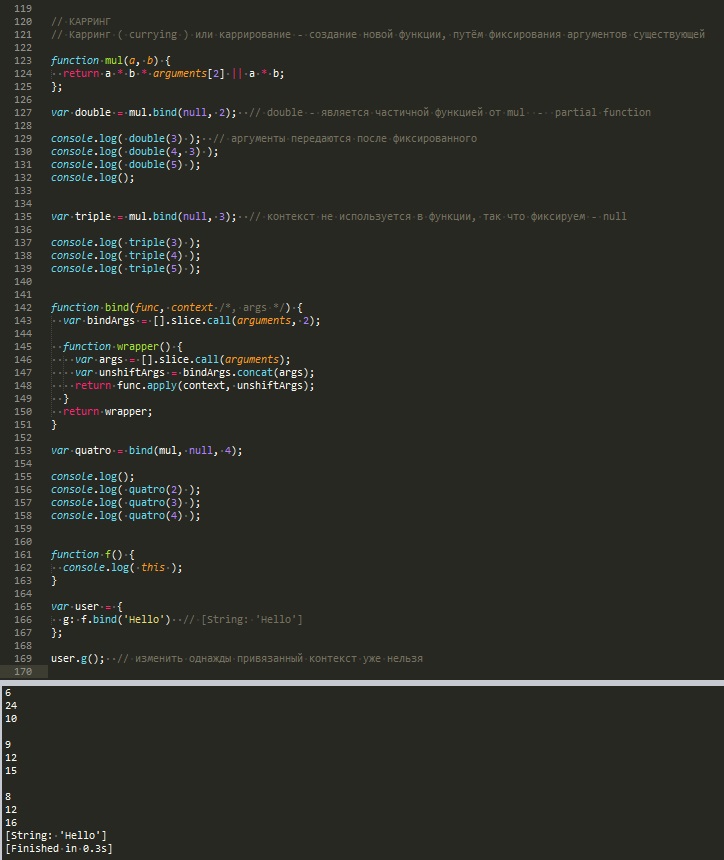 119
120 // КАРРИНГ
121 // Карринг ( currying ) или каррирование - создание новой функции, путём фиксирования аргументов существующей
122
123 function mul(a, b) {
124   return a * b * arguments[2] || a * b;
125 };
126
127 var double = mul.bind(null, 2);  // double - является частичной функцией от mul  -  partial function
128
129 console.log( double(3) );  // аргументы передаются после фиксированного
130 console.log( double(4, 3) );
131 console.log( double(5) );
132 console.log();
133
134
135 var triple = mul.bind(null, 3);  // контекст не используется в функции, так что фиксируем - null
136
137 console.log( triple(3) );
138 console.log( triple(4) );
139 console.log( triple(5) );
140
141
142 function bind(func, context /*, args */) {
143   var bindArgs = [].slice.call(arguments, 2);
144
145   function wrapper() {
146     var args = [].slice.call(arguments);
147     var unshiftArgs = bindArgs.concat(args);
148     return func.apply(context, unshiftArgs);
149   }
150   return wrapper;
151 }
152
153 var quatro = bind(mul, null, 4);
154
155 console.log();
156 console.log( quatro(2) );
157 console.log( quatro(3) );
158 console.log( quatro(4) );
159
160
161 function f() {
162   console.log( this );
163 }
164
165 var user = {
166   g: f.bind('Hello')  // [String: 'Hello']
167 };
168
169 user.g();  // изменить однажды привязанный контекст уже нельзя
170
6
24
10

9
12
15

8
12
16
[String: 'Hello']
[Finished in 0.3s]